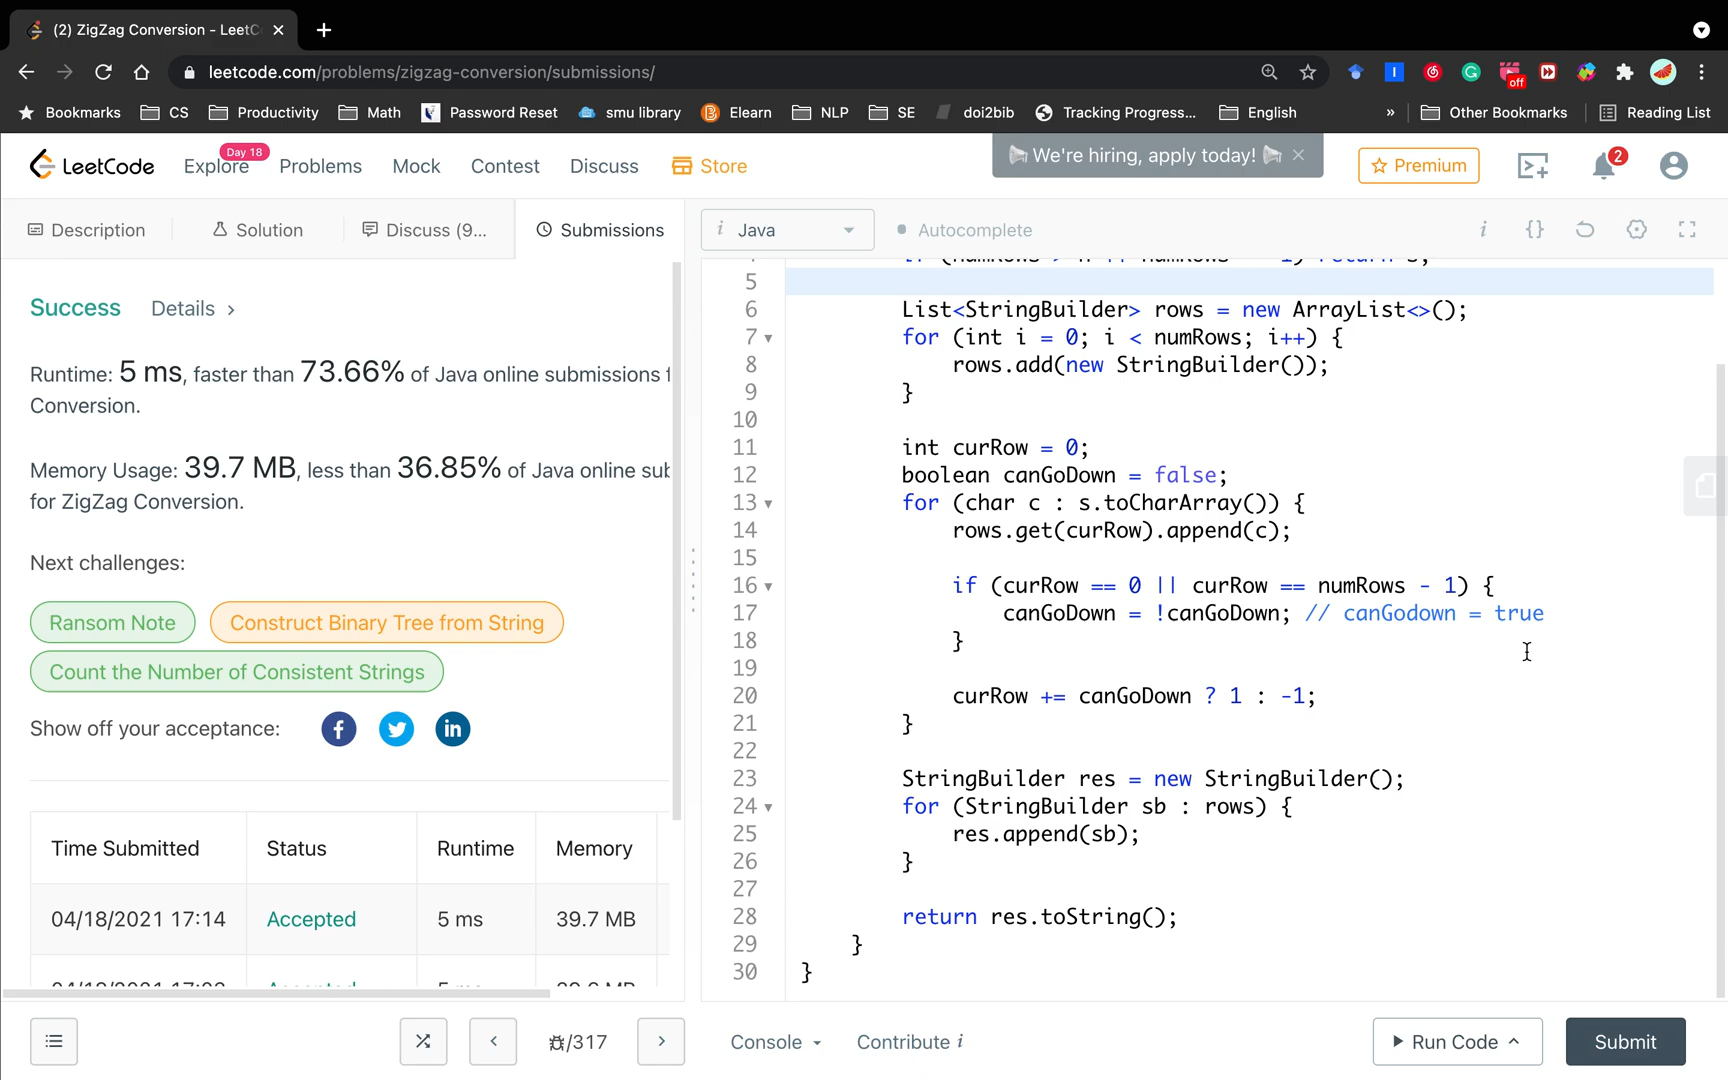 (2) ZigZag Conversion - LeetC
leetcode.com/problems/zigzag-conversion/submissions/
off
Bookmarks CS Productivity Math Password Reset smu library Elearn NLP SE doi2bib Tracking Progress... English » Other Bookmarks Reading List
LeetCode Explore Day 18 Problems Mock Contest Discuss Store We're hiring, apply today! Premium 2
Description Solution Discuss (9... Submissions
i Java Autocomplete i {}
Success Details >
Runtime: 5 ms, faster than 73.66% of Java online submissions f
Conversion.
Memory Usage: 39.7 MB, less than 36.85% of Java online sub
for ZigZag Conversion.
Next challenges:
Ransom Note Construct Binary Tree from String
Count the Number of Consistent Strings
Show off your acceptance:
Time Submitted Status Runtime Memory
04/18/2021 17:14 Accepted 5 ms 39.7 MB
5
6 List<StringBuilder> rows = new ArrayList<>();
7 for (int i = 0; i < numRows; i++) {
8 rows.add(new StringBuilder());
9 }
10
11 int curRow = 0;
12 boolean canGoDown = false;
13 for (char c : s.toCharArray()) {
14 rows.get(curRow).append(c);
15
16 if (curRow == 0 || curRow == numRows - 1) {
17 canGoDown = !canGoDown; // canGodown = true
18 }
19
20 curRow += canGoDown ? 1 : -1;
21 }
22
23 StringBuilder res = new StringBuilder();
24 for (StringBuilder sb : rows) {
25 res.append(sb);
26 }
27
28 return res.toString();
29 }
30 }
/317
Console Contribute i Run Code Submit